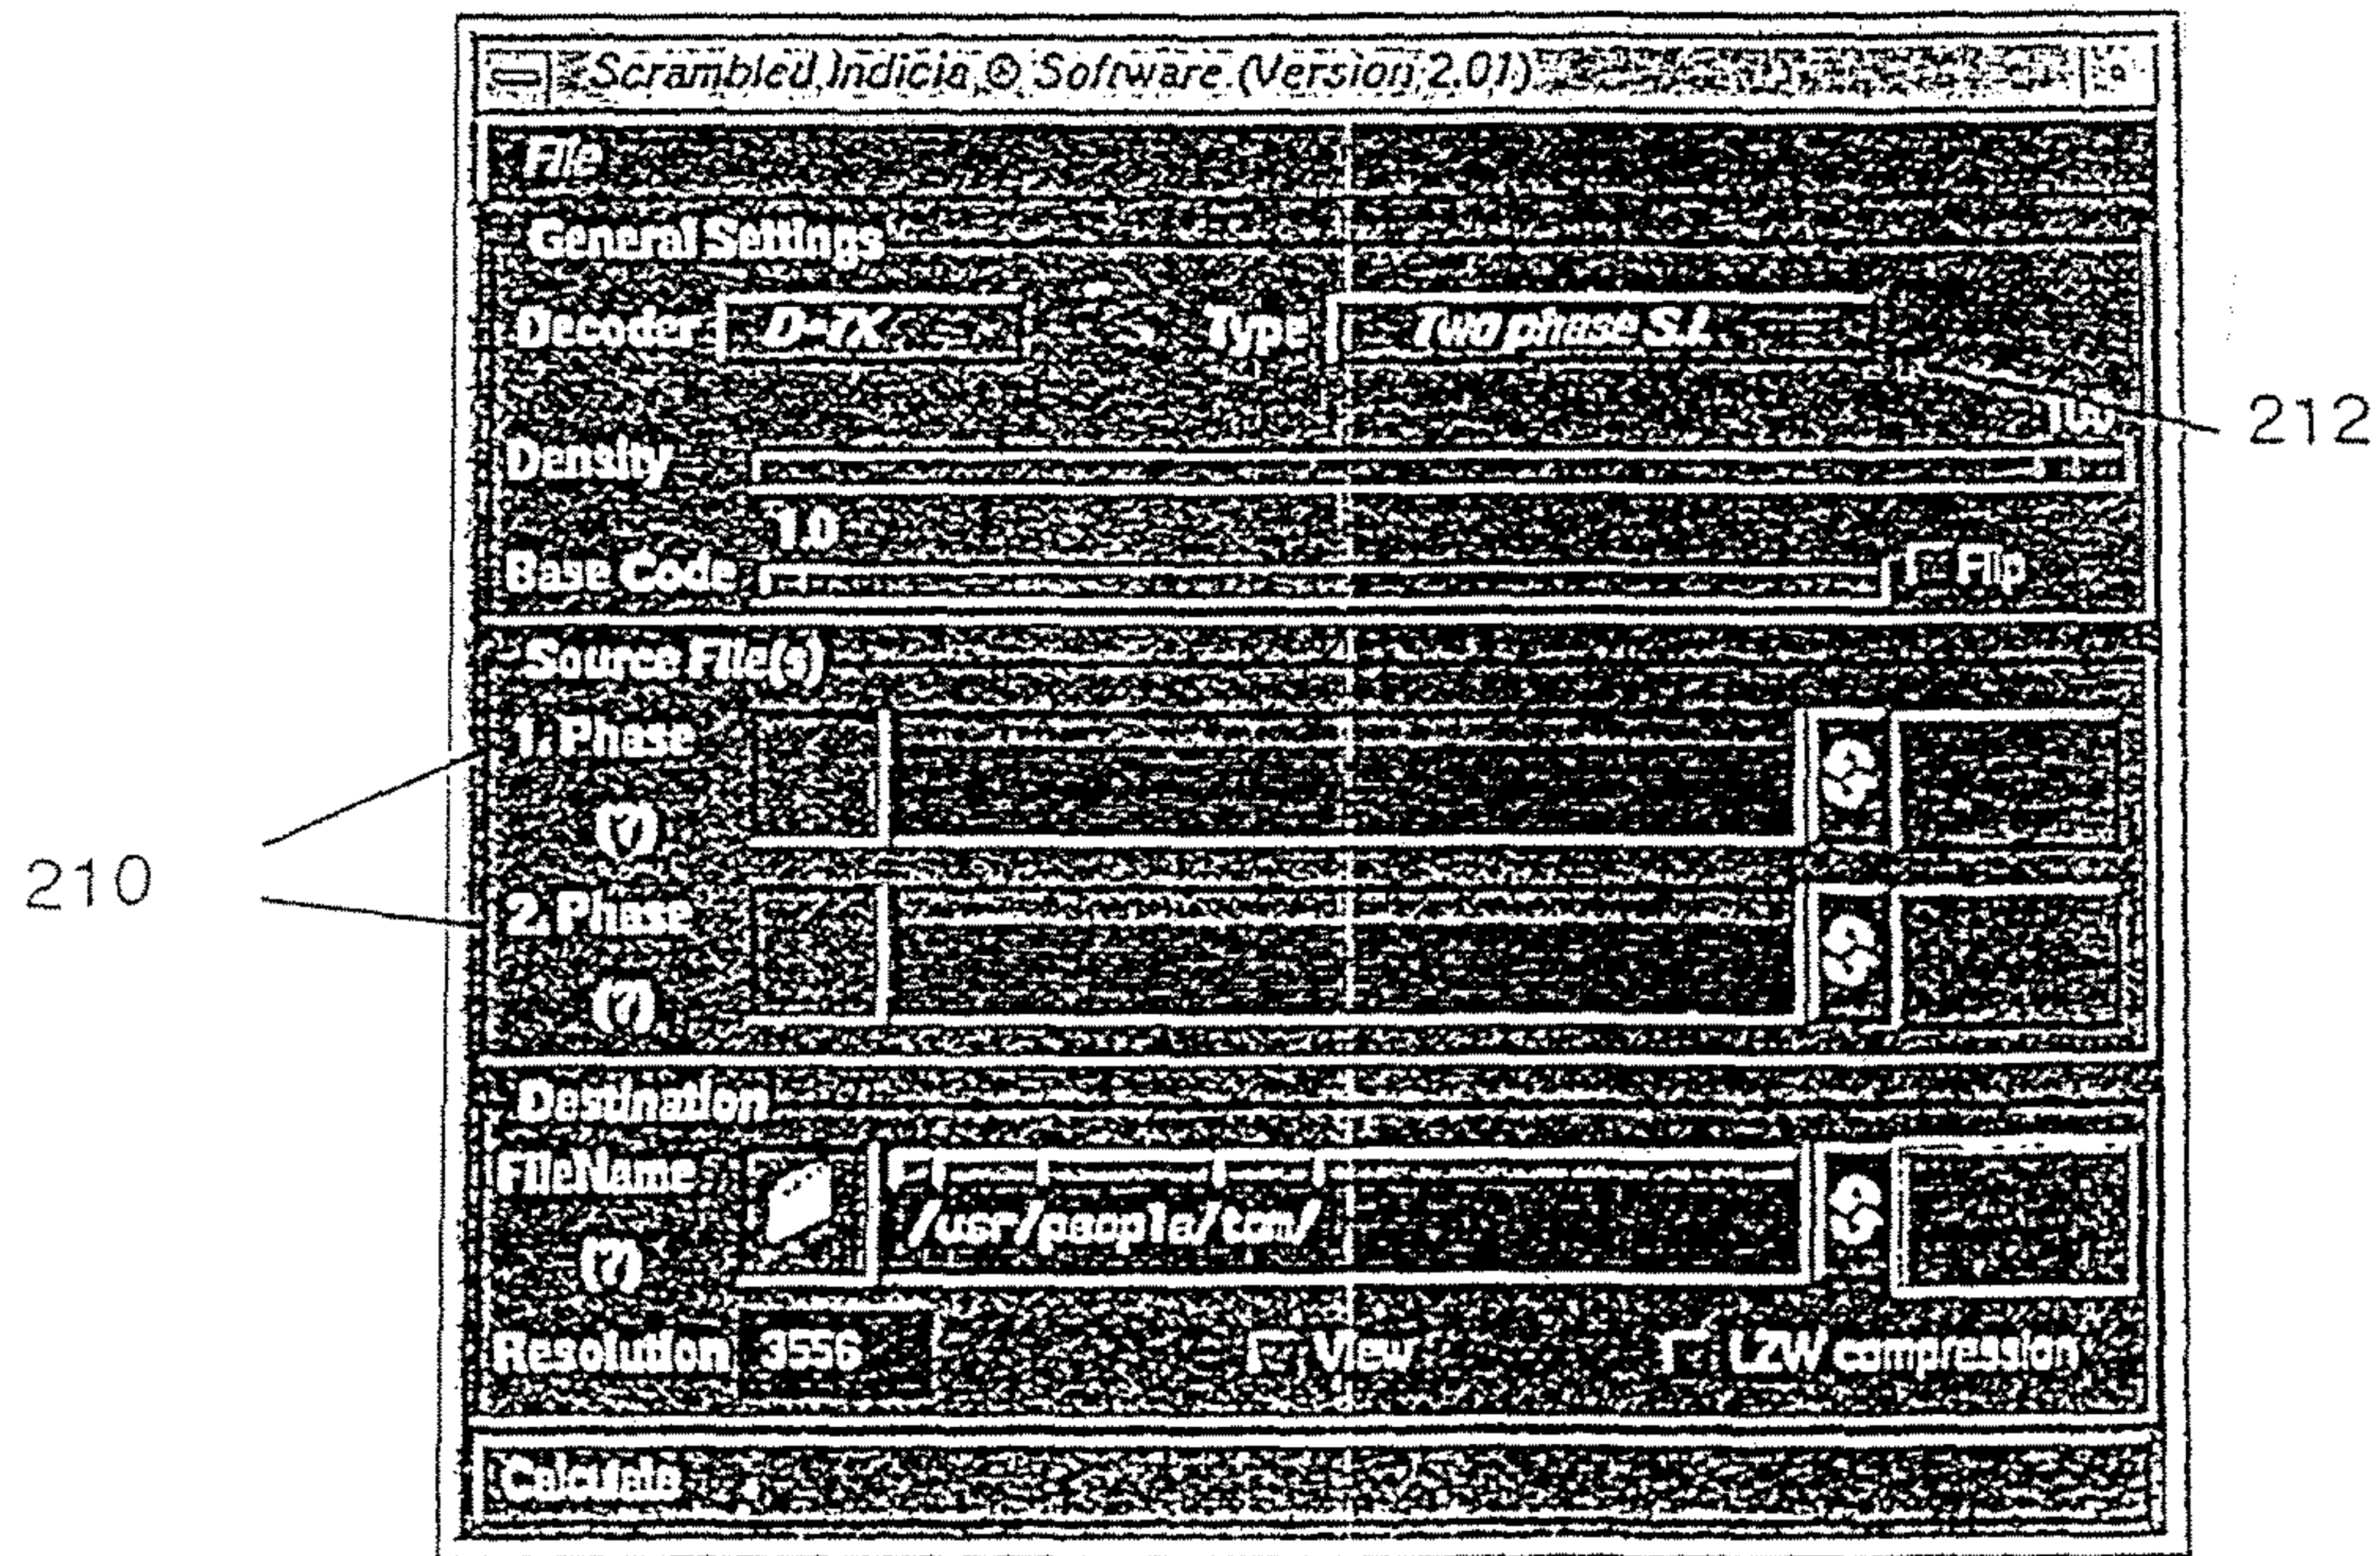 Scrambled Indicia © Software (Version 2.01)
File
General Settings
Decoder D-7X Type Two phase S.I.
212
100
Density
1.0
Base Code Flip
Source File(s)
1. Phase
(?)
210
2. Phase
(?)
Destination
FileName
/usr/people/tom/
(?)
Resolution 3556 View LZW compression
Calculate